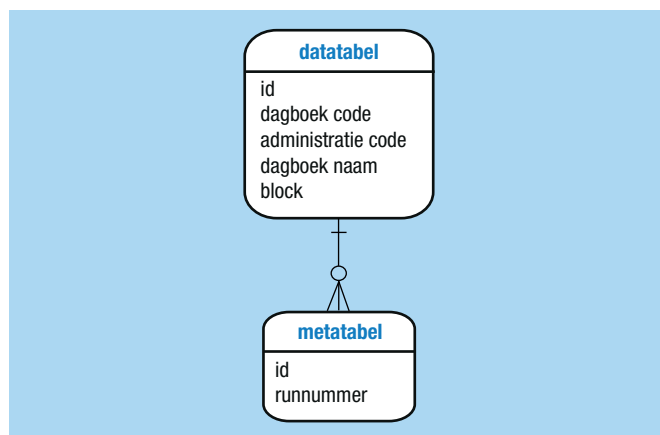 datatabel
id
dagboek code
administratie code
dagboek naam
block
metatabel
id
runnummer